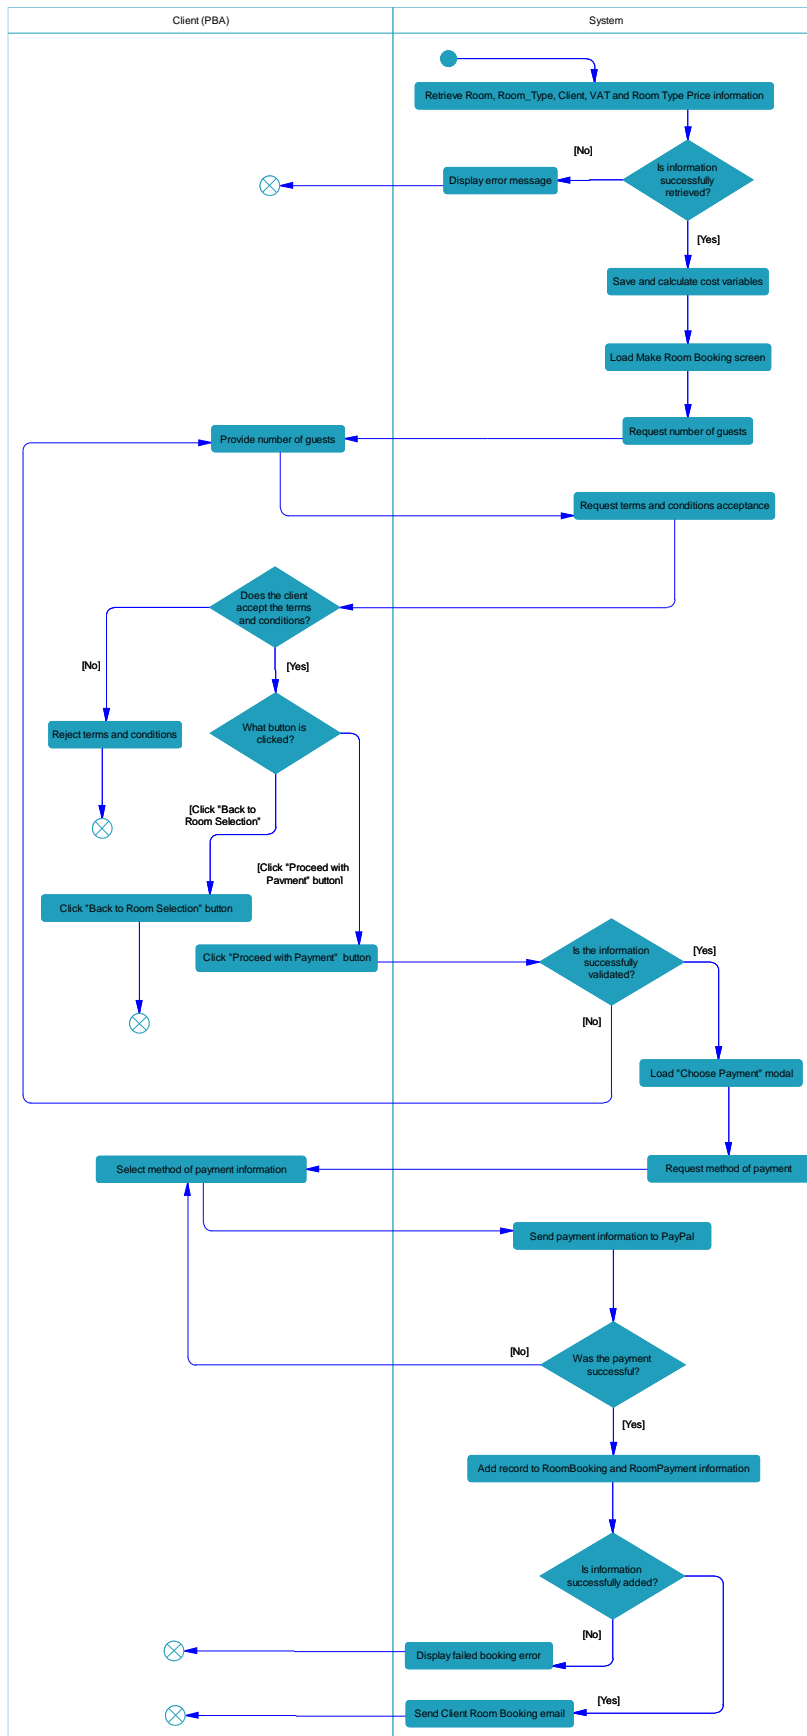 Client (PBA)
System
Retrieve Room, Room_Type, Client, VAT and Room Type Price information
[No]
Is information
successfully
retrieved?
Display error message
[Yes]
Save and calculate cost variables
Load Make Room Booking screen
Request number of guests
Provide number of guests
Request terms and conditions acceptance
Does the client
accept the terms
and conditions?
[No]
[Yes]
Reject terms and conditions
What button is
clicked?
[Click "Back to
Room Selection"
[Click "Proceed with
Payment" button]
Click "Back to Room Selection" button
Click "Proceed with Payment" button
Is the information
successfully
validated?
[Yes]
[No]
Load "Choose Payment" modal
Request method of payment
Select method of payment information
Send payment information to PayPal
[No]
Was the payment
successful?
[Yes]
Add record to RoomBooking and RoomPayment information
Is information
successfully added?
[No]
Display failed booking error
[Yes]
Send Client Room Booking email